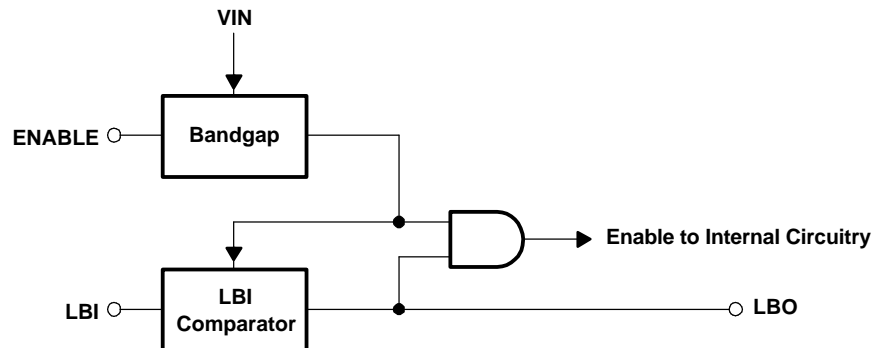 VIN
ENABLE
Bandgap
Enable to Internal Circuitry
LBI
LBI
Comparator
LBO